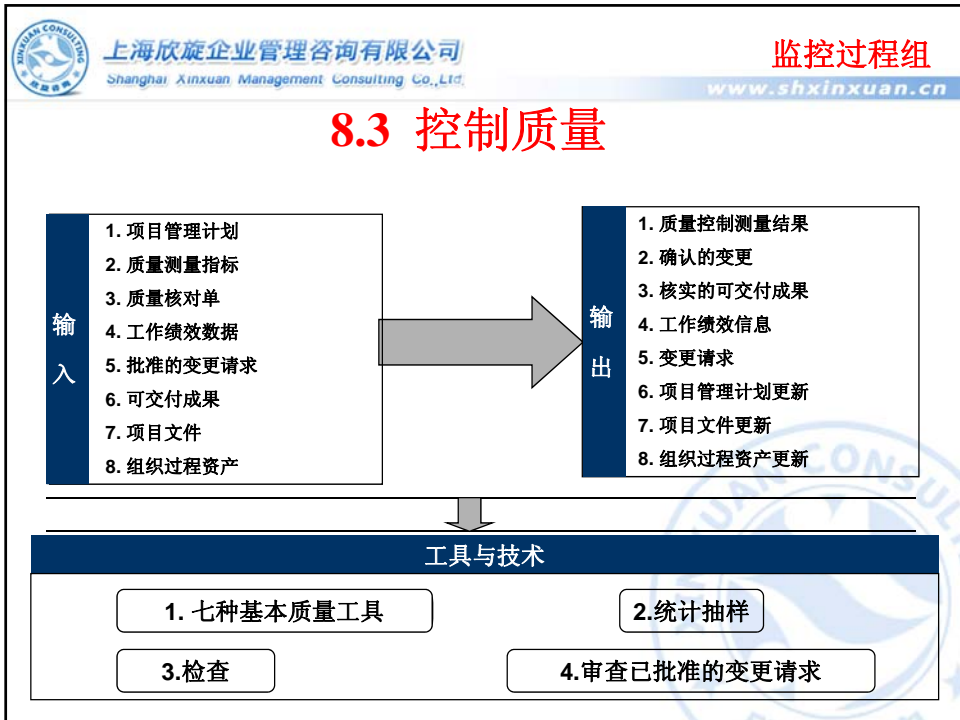 XINXUAN CONSULTING
欣旋咨询
上海欣旋企业管理咨询有限公司
Shanghai Xinxuan Management Consulting Co.,Ltd.
监控过程组
www.shxinxuan.cn
8.3 控制质量
输入
1. 项目管理计划
2. 质量测量指标
3. 质量核对单
4. 工作绩效数据
5. 批准的变更请求
6. 可交付成果
7. 项目文件
8. 组织过程资产
输出
1. 质量控制测量结果
2. 确认的变更
3. 核实的可交付成果
4. 工作绩效信息
5. 变更请求
6. 项目管理计划更新
7. 项目文件更新
8. 组织过程资产更新
工具与技术
1. 七种基本质量工具
2.统计抽样
3.检查
4.审查已批准的变更请求